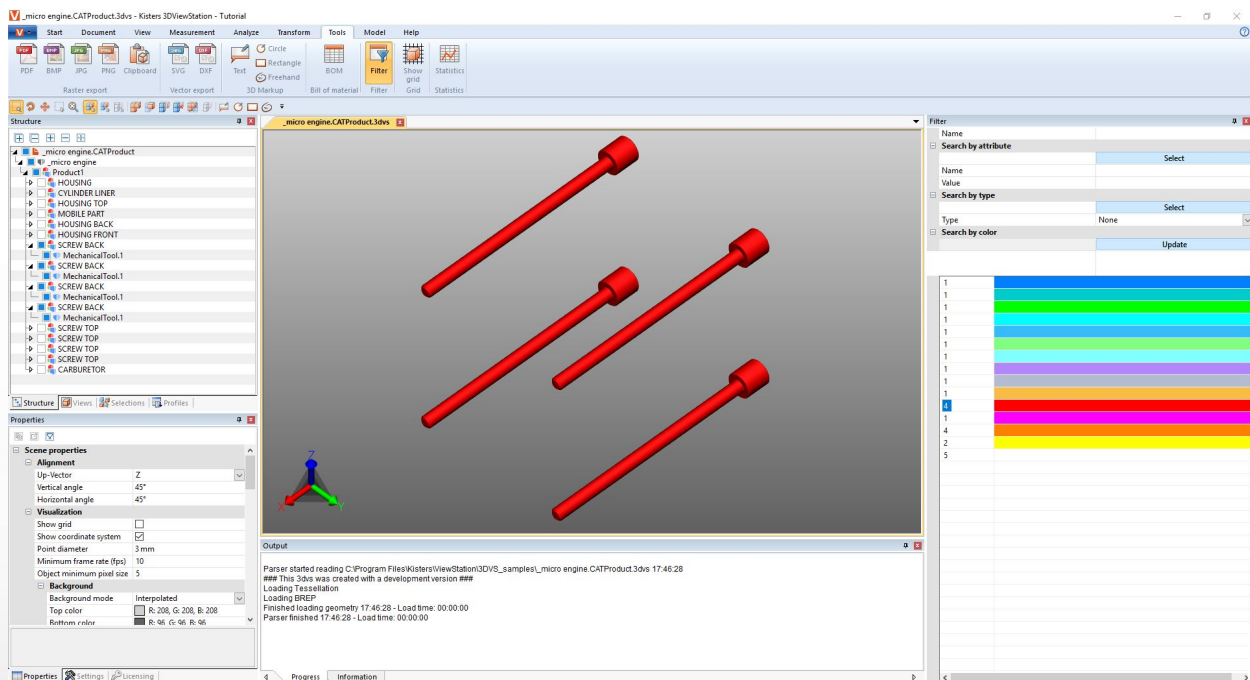 _micro engine.CATProduct.3dvs - Kisters 3DViewStation - Tutorial
Start Document View Measurement Analyze Transform Tools Model Help
PDF BMP JPG PNG Clipboard SVG DXF Text Circle Rectangle Freehand BOM Filter Show grid Statistics
Raster export Vector export 3D Markup Bill of material Filter Grid Statistics
Structure
_micro engine.CATProduct
_micro engine
Product1
HOUSING
CYLINDER LINER
HOUSING TOP
MOBILE PART
HOUSING BACK
HOUSING FRONT
SCREW BACK
MechanicalTool.1
SCREW BACK
MechanicalTool.1
SCREW BACK
MechanicalTool.1
SCREW BACK
MechanicalTool.1
SCREW TOP
SCREW TOP
SCREW TOP
SCREW TOP
CARBURETOR
Structure Views Selections Profiles
Properties
Scene properties
Alignment
Up-Vector Z
Vertical angle 45°
Horizontal angle 45°
Visualization
Show grid
Show coordinate system
Point diameter 3 mm
Minimum frame rate (fps) 10
Object minimum pixel size 5
Background
Background mode Interpolated
Top color R: 208, G: 208, B: 208
Bottom color R: 96, G: 96, B: 96
Properties Settings Licensing
_micro engine.CATProduct.3dvs
Z
X Y
Output
Parser started reading C:\Program Files\Kisters\ViewStation\3DVS_samples\_micro engine.CATProduct.3dvs 17:46:28
### This 3dvs was created with a development version ###
Loading Tessellation
Loading BREP
Finished loading geometry 17:46:28 - Load time: 00:00:00
Parser finished 17:46:28 - Load time: 00:00:00
Progress Information
Filter
Name
Search by attribute
Select
Name
Value
Search by type
Select
Type None
Search by color
Update
1
1
1
1
1
1
1
1
1
1
4
1
4
2
5